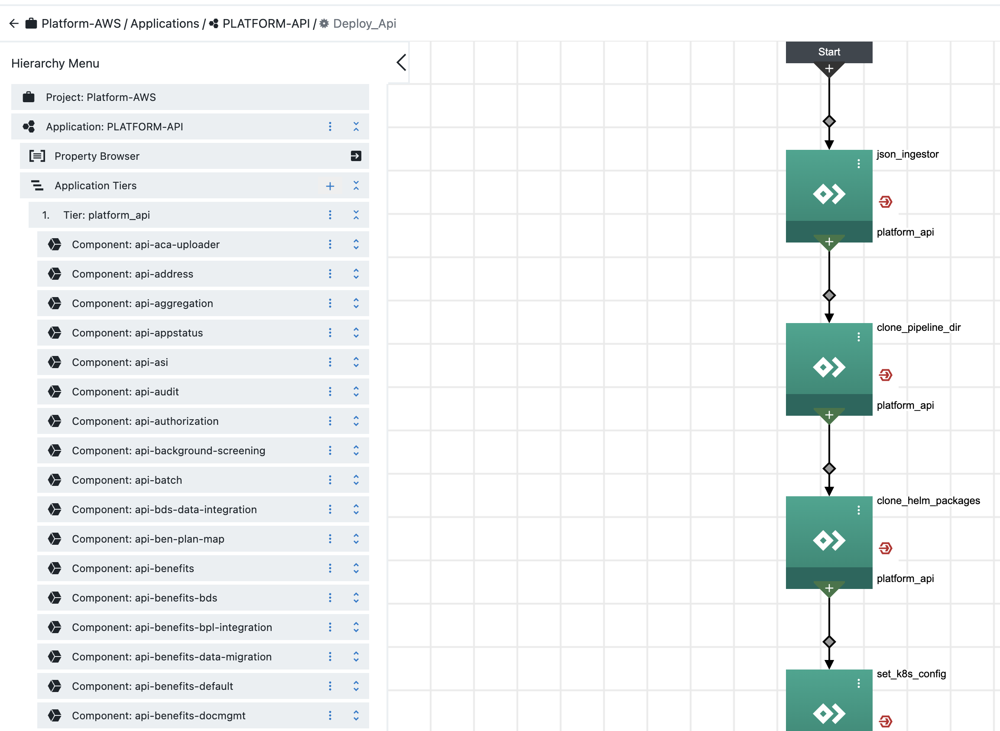 Platform-AWS / Applications / PLATFORM-API / Deploy_Api
Hierarchy Menu
Project: Platform-AWS
Application: PLATFORM-API
Property Browser
Application Tiers
1. Tier: platform_api
Component: api-aca-uploader
Component: api-address
Component: api-aggregation
Component: api-appstatus
Component: api-asi
Component: api-audit
Component: api-authorization
Component: api-background-screening
Component: api-batch
Component: api-bds-data-integration
Component: api-ben-plan-map
Component: api-benefits
Component: api-benefits-bds
Component: api-benefits-bpl-integration
Component: api-benefits-data-migration
Component: api-benefits-default
Component: api-benefits-docmgmt
Start
json_ingestor
platform_api
clone_pipeline_dir
platform_api
clone_helm_packages
platform_api
set_k8s_config